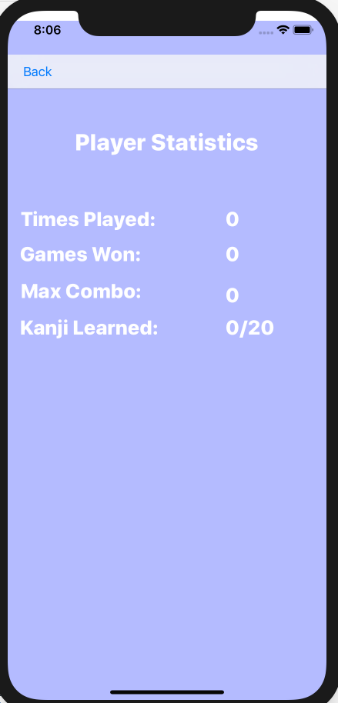 8:06
Back
Player Statistics
Times Played: 0
Games Won: 0
Max Combo: 0
Kanji Learned: 0/20